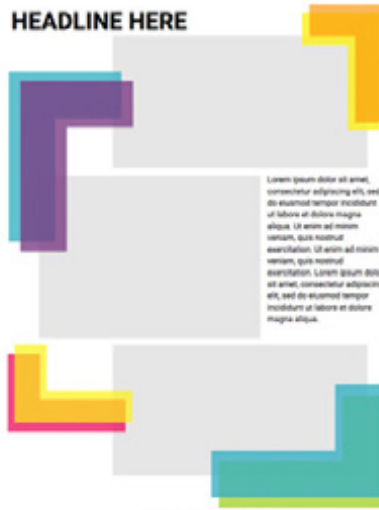 HEADLINE HERE
Lorem ipsum dolor sit amet,
consectetur adipiscing elit, sed
do eiusmod tempor incididunt
ut labore et dolore magna
aliqua. Ut enim ad minim
veniam, quis nostrud
exercitation. Ut enim ad minim
veniam, quis nostrud
exercitation. Lorem ipsum dolo
sit amet, consectetur adipiscin
elit, sed do eiusmod tempor
incididunt ut labore et dolore
magna aliqua.